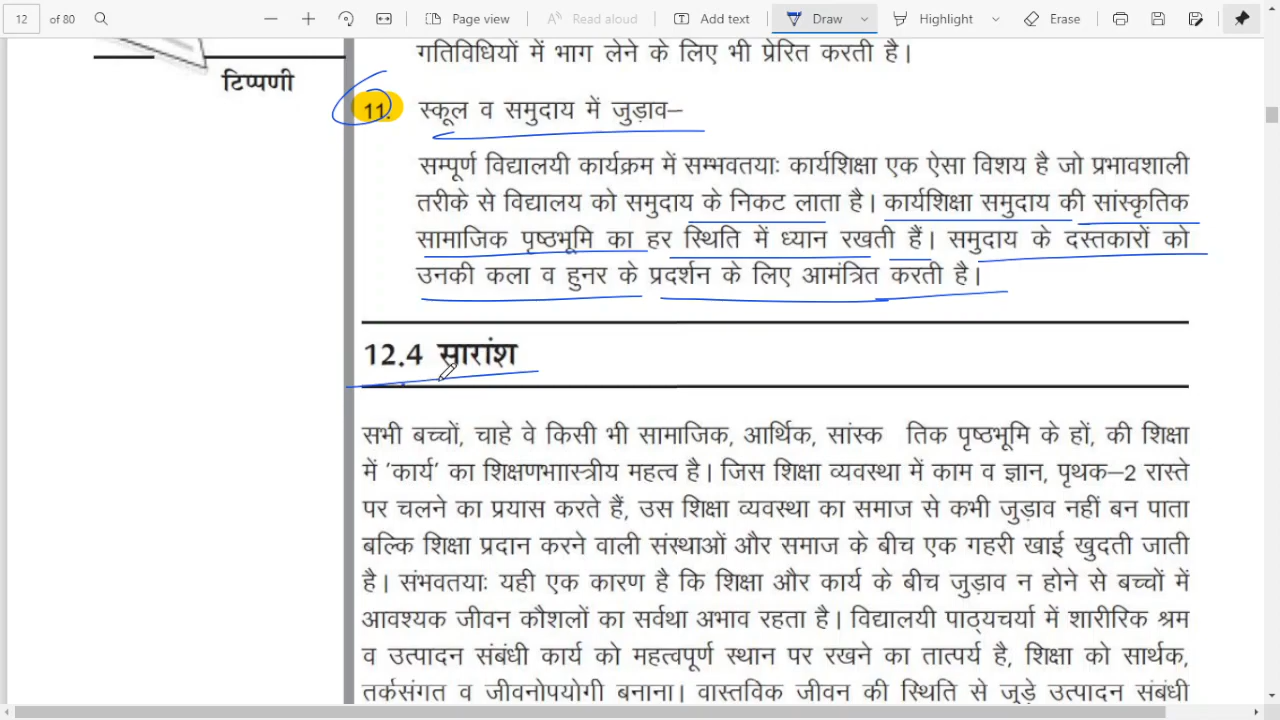 12 of 80 Page view Read aloud Add text Draw Highlight Erase
गतिविधियों में भाग लेने के लिए भी प्रेरित करती है।
टिप्पणी
11. स्कूल व समुदाय में जुड़ाव–
सम्पूर्ण विद्यालयी कार्यक्रम में सम्भवतयाः कार्यशिक्षा एक ऐसा विशय है जो प्रभावशाली
तरीके से विद्यालय को समुदाय के निकट लाता है। कार्यशिक्षा समुदाय की सांस्कृतिक
सामाजिक पृष्ठभूमि का हर स्थिति में ध्यान रखती हैं। समुदाय के दस्तकारों को
उनकी कला व हुनर के प्रदर्शन के लिए आमंत्रित करती है।
12.4 सारांश
सभी बच्चों, चाहे वे किसी भी सामाजिक, आर्थिक, सांस्क तिक पृष्ठभूमि के हों, की शिक्षा
में 'कार्य' का शिक्षणभाास्त्रीय महत्व है। जिस शिक्षा व्यवस्था में काम व ज्ञान, पृथक–2 रास्ते
पर चलने का प्रयास करते हैं, उस शिक्षा व्यवस्था का समाज से कभी जुड़ाव नहीं बन पाता
बल्कि शिक्षा प्रदान करने वाली संस्थाओं और समाज के बीच एक गहरी खाई खुदती जाती
है। संभवतयाः यही एक कारण है कि शिक्षा और कार्य के बीच जुड़ाव न होने से बच्चों में
आवश्यक जीवन कौशलों का सर्वथा अभाव रहता है। विद्यालयी पाठ्यचर्या में शारीरिक श्रम
व उत्पादन संबंधी कार्य को महत्वपूर्ण स्थान पर रखने का तात्पर्य है, शिक्षा को सार्थक,
तर्कसंगत व जीवनोपयोगी बनाना। वास्तविक जीवन की स्थिति से जुड़े उत्पादन संबंधी